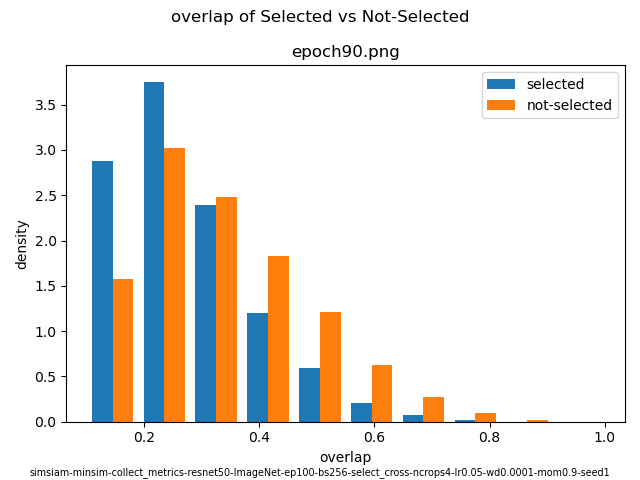 overlap of Selected vs Not-Selected
epoch90.png
selected
not-selected
density
3.5
3.0
2.5
2.0
1.5
1.0
0.5
0.0
0.2
0.4
0.6
0.8
1.0
overlap
simsiam-minsim-collect_metrics-resnet50-ImageNet-ep100-bs256-select_cross-ncrops4-lr0.05-wd0.0001-mom0.9-seed1